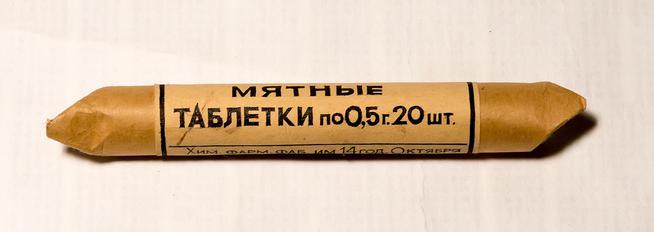 МЯТНЫЕ
ТАБЛЕТКИ по 0,5 г. 20 шт.
Хим. фарм. фаб. им 14 год. Октября